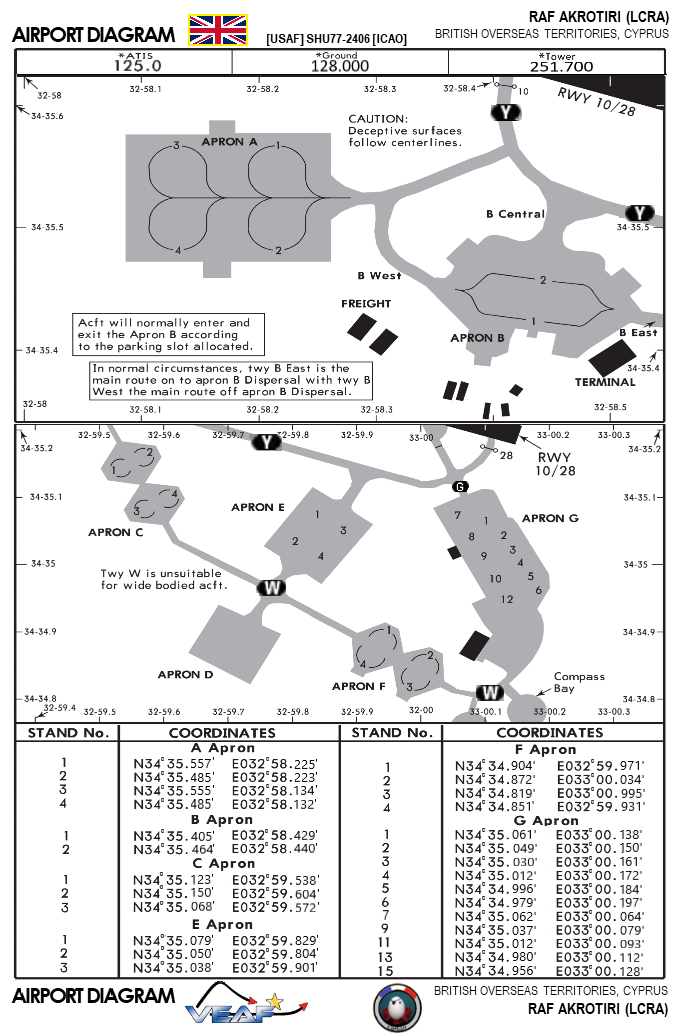 AIRPORT DIAGRAM
[USAF] SHU77-2406 [ICAO]
RAF AKROTIRI (LCRA)
BRITISH OVERSEAS TERRITORIES, CYPRUS
*ATIS
125.0
*Ground
128.000
*Tower
251.700
32-58
32-58.1
32-58.2
32-58.3
32-58.4
10
RWY 10/28
34-35.6
Y
CAUTION:
Deceptive surfaces
follow centerlines.
APRON A
3
1
4
2
B Central
Y
34-35.5
34-35.5
B West
2
1
FREIGHT
APRON B
B East
Acft will normally enter and
exit the Apron B according
to the parking slot allocated.
34-35.4
34-35.4
In normal circumstances, twy B East is the
main route on to apron B Dispersal with twy B
West the main route off apron B Dispersal.
TERMINAL
32-58
32-58.1
32-58.2
32-58.3
32-58.5
32-59.5
32-59.6
32-59.7
32-59.8
32-59.9
33-00
33-00.2
33-00.3
34-35.2
34-35.2
Y
28
RWY
10/28
1
2
3
4
G
34-35.1
34-35.1
APRON C
APRON E
1
2
3
4
APRON G
7
1
8
2
3
9
4
10
5
6
12
34-35
34-35
Twy W is unsuitable
for wide bodied acft.
W
34-34.9
34-34.9
APRON D
APRON F
1
4
2
3
W
Compass
Bay
34-34.8
34-34.8
32-59.4
32-59.5
32-59.6
32-59.7
32-59.8
32-59.9
32-00
33-00.1
33-00.2
33-00.3
STAND No. COORDINATES
A Apron
1 N34°35.557' E032°58.225'
2 N34°35.485' E032°58.223'
3 N34°35.555' E032°58.134'
4 N34°35.485' E032°58.132'
B Apron
1 N34°35.405' E032°58.429'
2 N34°35.464' E032°58.440'
C Apron
1 N34°35.123' E032°59.538'
2 N34°35.150' E032°59.604'
3 N34°35.068' E032°59.572'
E Apron
1 N34°35.079' E032°59.829'
2 N34°35.050' E032°59.804'
3 N34°35.038' E032°59.901'
STAND No. COORDINATES
F Apron
1 N34°34.904' E032°59.971'
2 N34°34.872' E033°00.034'
3 N34°34.819' E033°00.995'
4 N34°34.851' E032°59.931'
G Apron
1 N34°35.061' E033°00.138'
2 N34°35.049' E033°00.150'
3 N34°35.030' E033°00.161'
4 N34°35.012' E033°00.172'
5 N34°34.996' E033°00.184'
6 N34°34.979' E033°00.197'
7 N34°35.062' E033°00.064'
9 N34°35.037' E033°00.079'
11 N34°35.012' E033°00.093'
13 N34°34.980' E033°00.112'
15 N34°34.956' E033°00.128'
AIRPORT DIAGRAM
VEAF
BRITISH OVERSEAS TERRITORIES, CYPRUS
RAF AKROTIRI (LCRA)